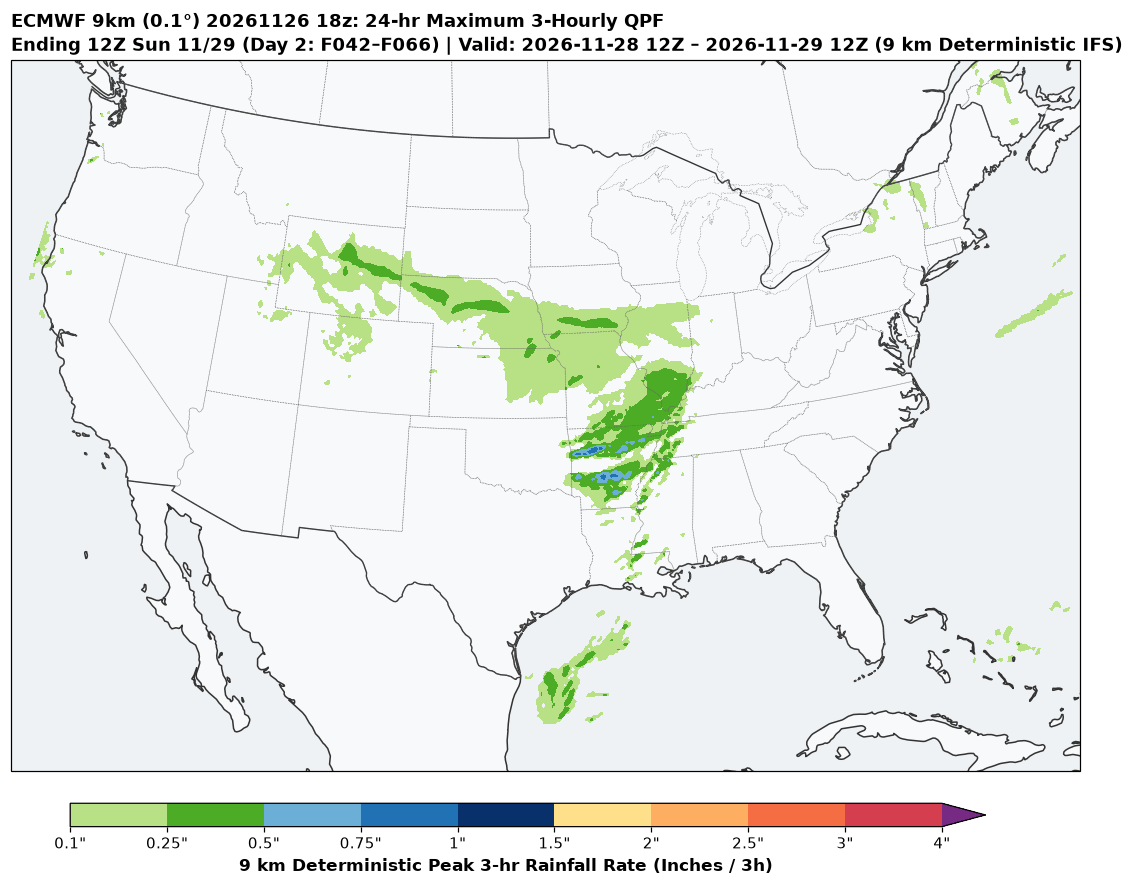 ECMWF 9km (0.1°) 20261126 18z: 24-hr Maximum 3-Hourly QPF
Ending 12Z Sun 11/29 (Day 2: F042–F066) | Valid: 2026-11-28 12Z – 2026-11-29 12Z (9 km Deterministic IFS)
0.1" 0.25" 0.5" 0.75" 1" 1.5" 2" 2.5" 3" 4"
9 km Deterministic Peak 3-hr Rainfall Rate (Inches / 3h)